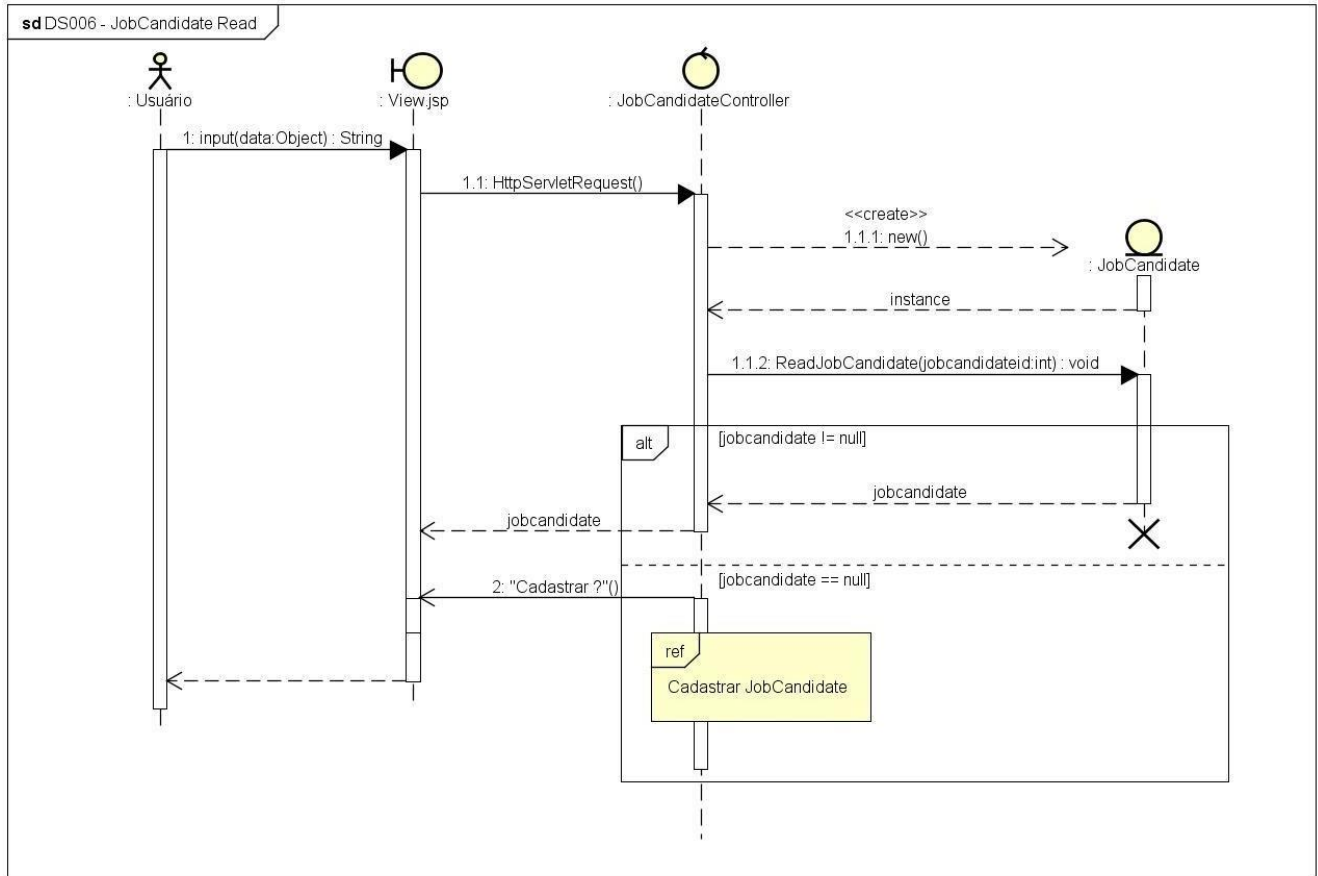 sd DS006 - JobCandidate Read
: Usuário
: View.jsp
: JobCandidateController
1: input(data:Object) : String
1.1: HttpServletRequest()
<<create>>
1.1.1: new()
: JobCandidate
instance
1.1.2: ReadJobCandidate(jobcandidateid:int) : void
alt
[jobcandidate != null]
jobcandidate
jobcandidate
[jobcandidate == null]
2: "Cadastrar ?"()
ref
Cadastrar JobCandidate